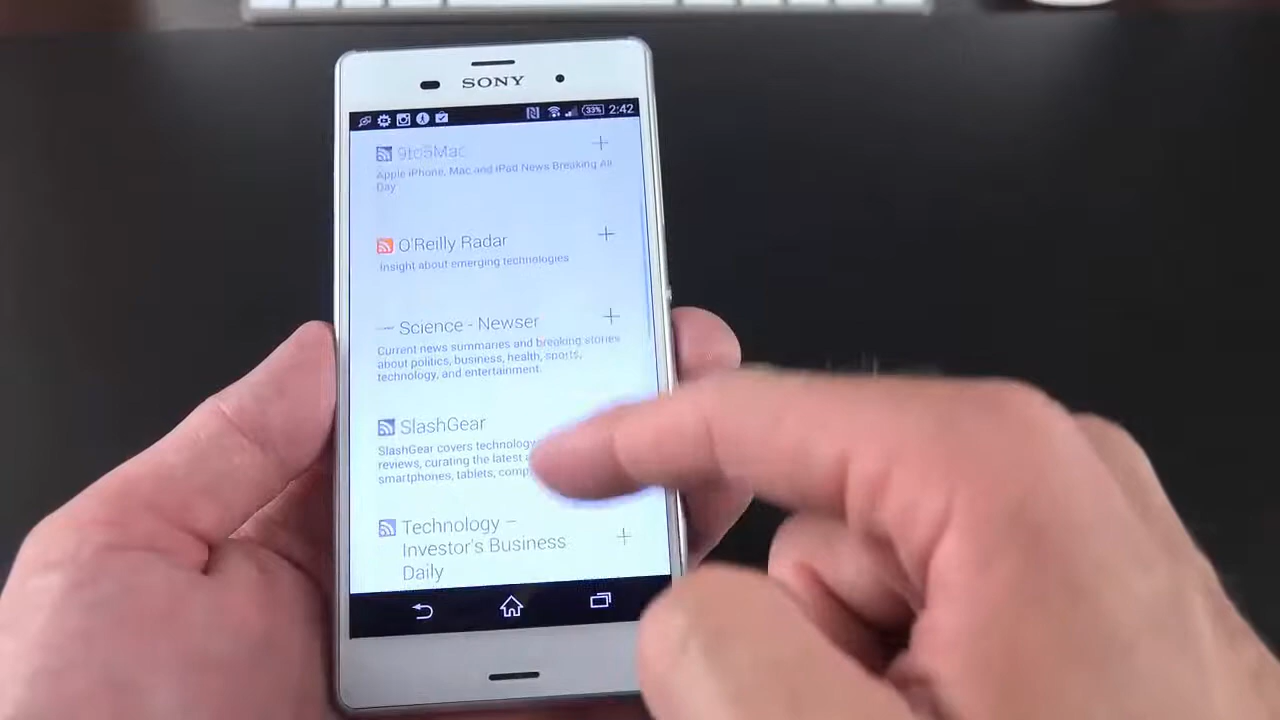 SONY
33% 2:42
9to5Mac
Apple iPhone, Mac and iPad News Breaking All
Day
O'Reilly Radar
Insight about emerging technologies
Science - Newser
Current news summaries and breaking stories
about politics, business, health, sports,
technology, and entertainment.
SlashGear
SlashGear covers technology
reviews, curating the latest
smartphones, tablets,
Technology –
Investor's Business
Daily